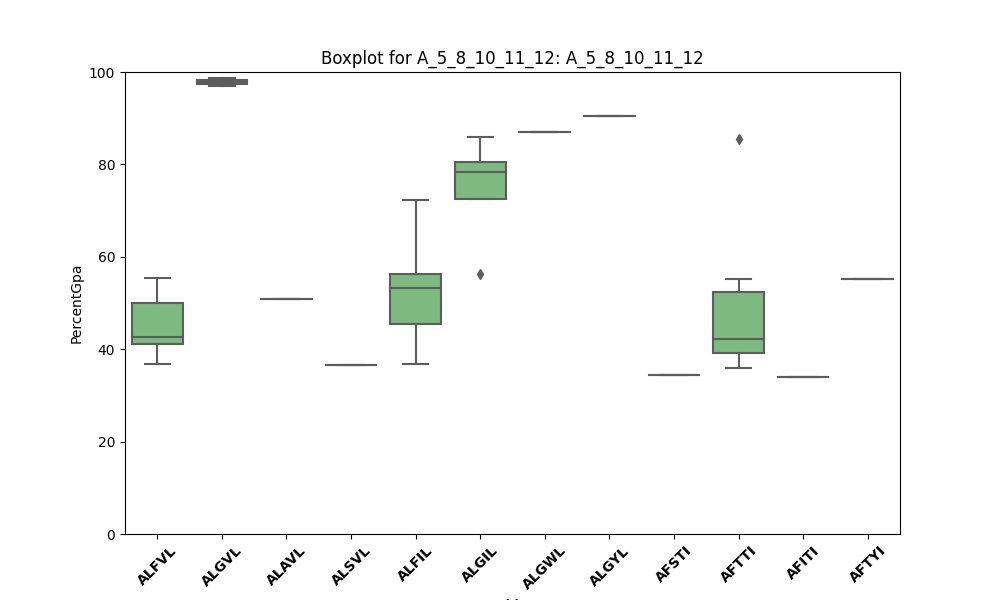 Boxplot for A_5_8_10_11_12: A_5_8_10_11_12
100
80
60
40
20
0
PercentGpa
ALFVL
ALGVL
ALAVL
ALSVL
ALFIL
ALGIL
ALGWL
ALGYL
AFSTI
AFTTI
AFITI
AFTYI